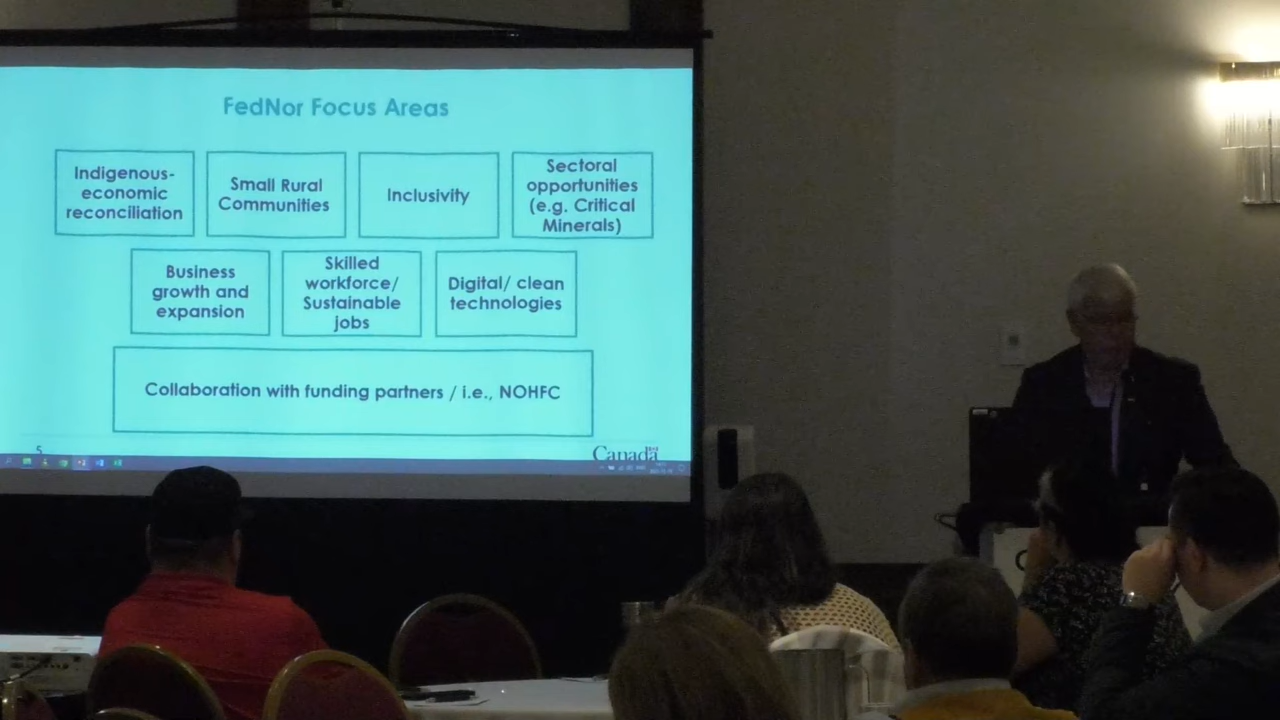 FedNor Focus Areas
Indigenous-
economic
reconciliation
Small Rural
Communities
Inclusivity
Sectoral
opportunities
(e.g. Critical
Minerals)
Business
growth and
expansion
Skilled
workforce/
Sustainable
jobs
Digital/ clean
technologies
Collaboration with funding partners / i.e., NOHFC
5
Canada